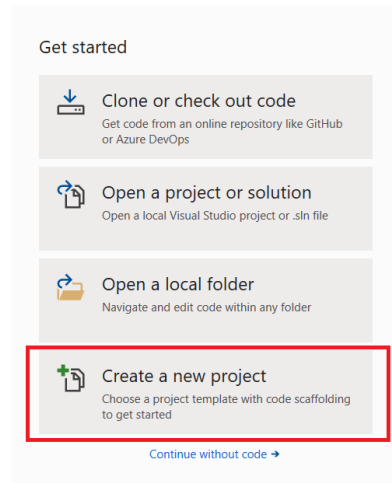 Get started
Clone or check out code
Get code from an online repository like GitHub
or Azure DevOps
Open a project or solution
Open a local Visual Studio project or .sln file
Open a local folder
Navigate and edit code within any folder
Create a new project
Choose a project template with code scaffolding
to get started
Continue without code →